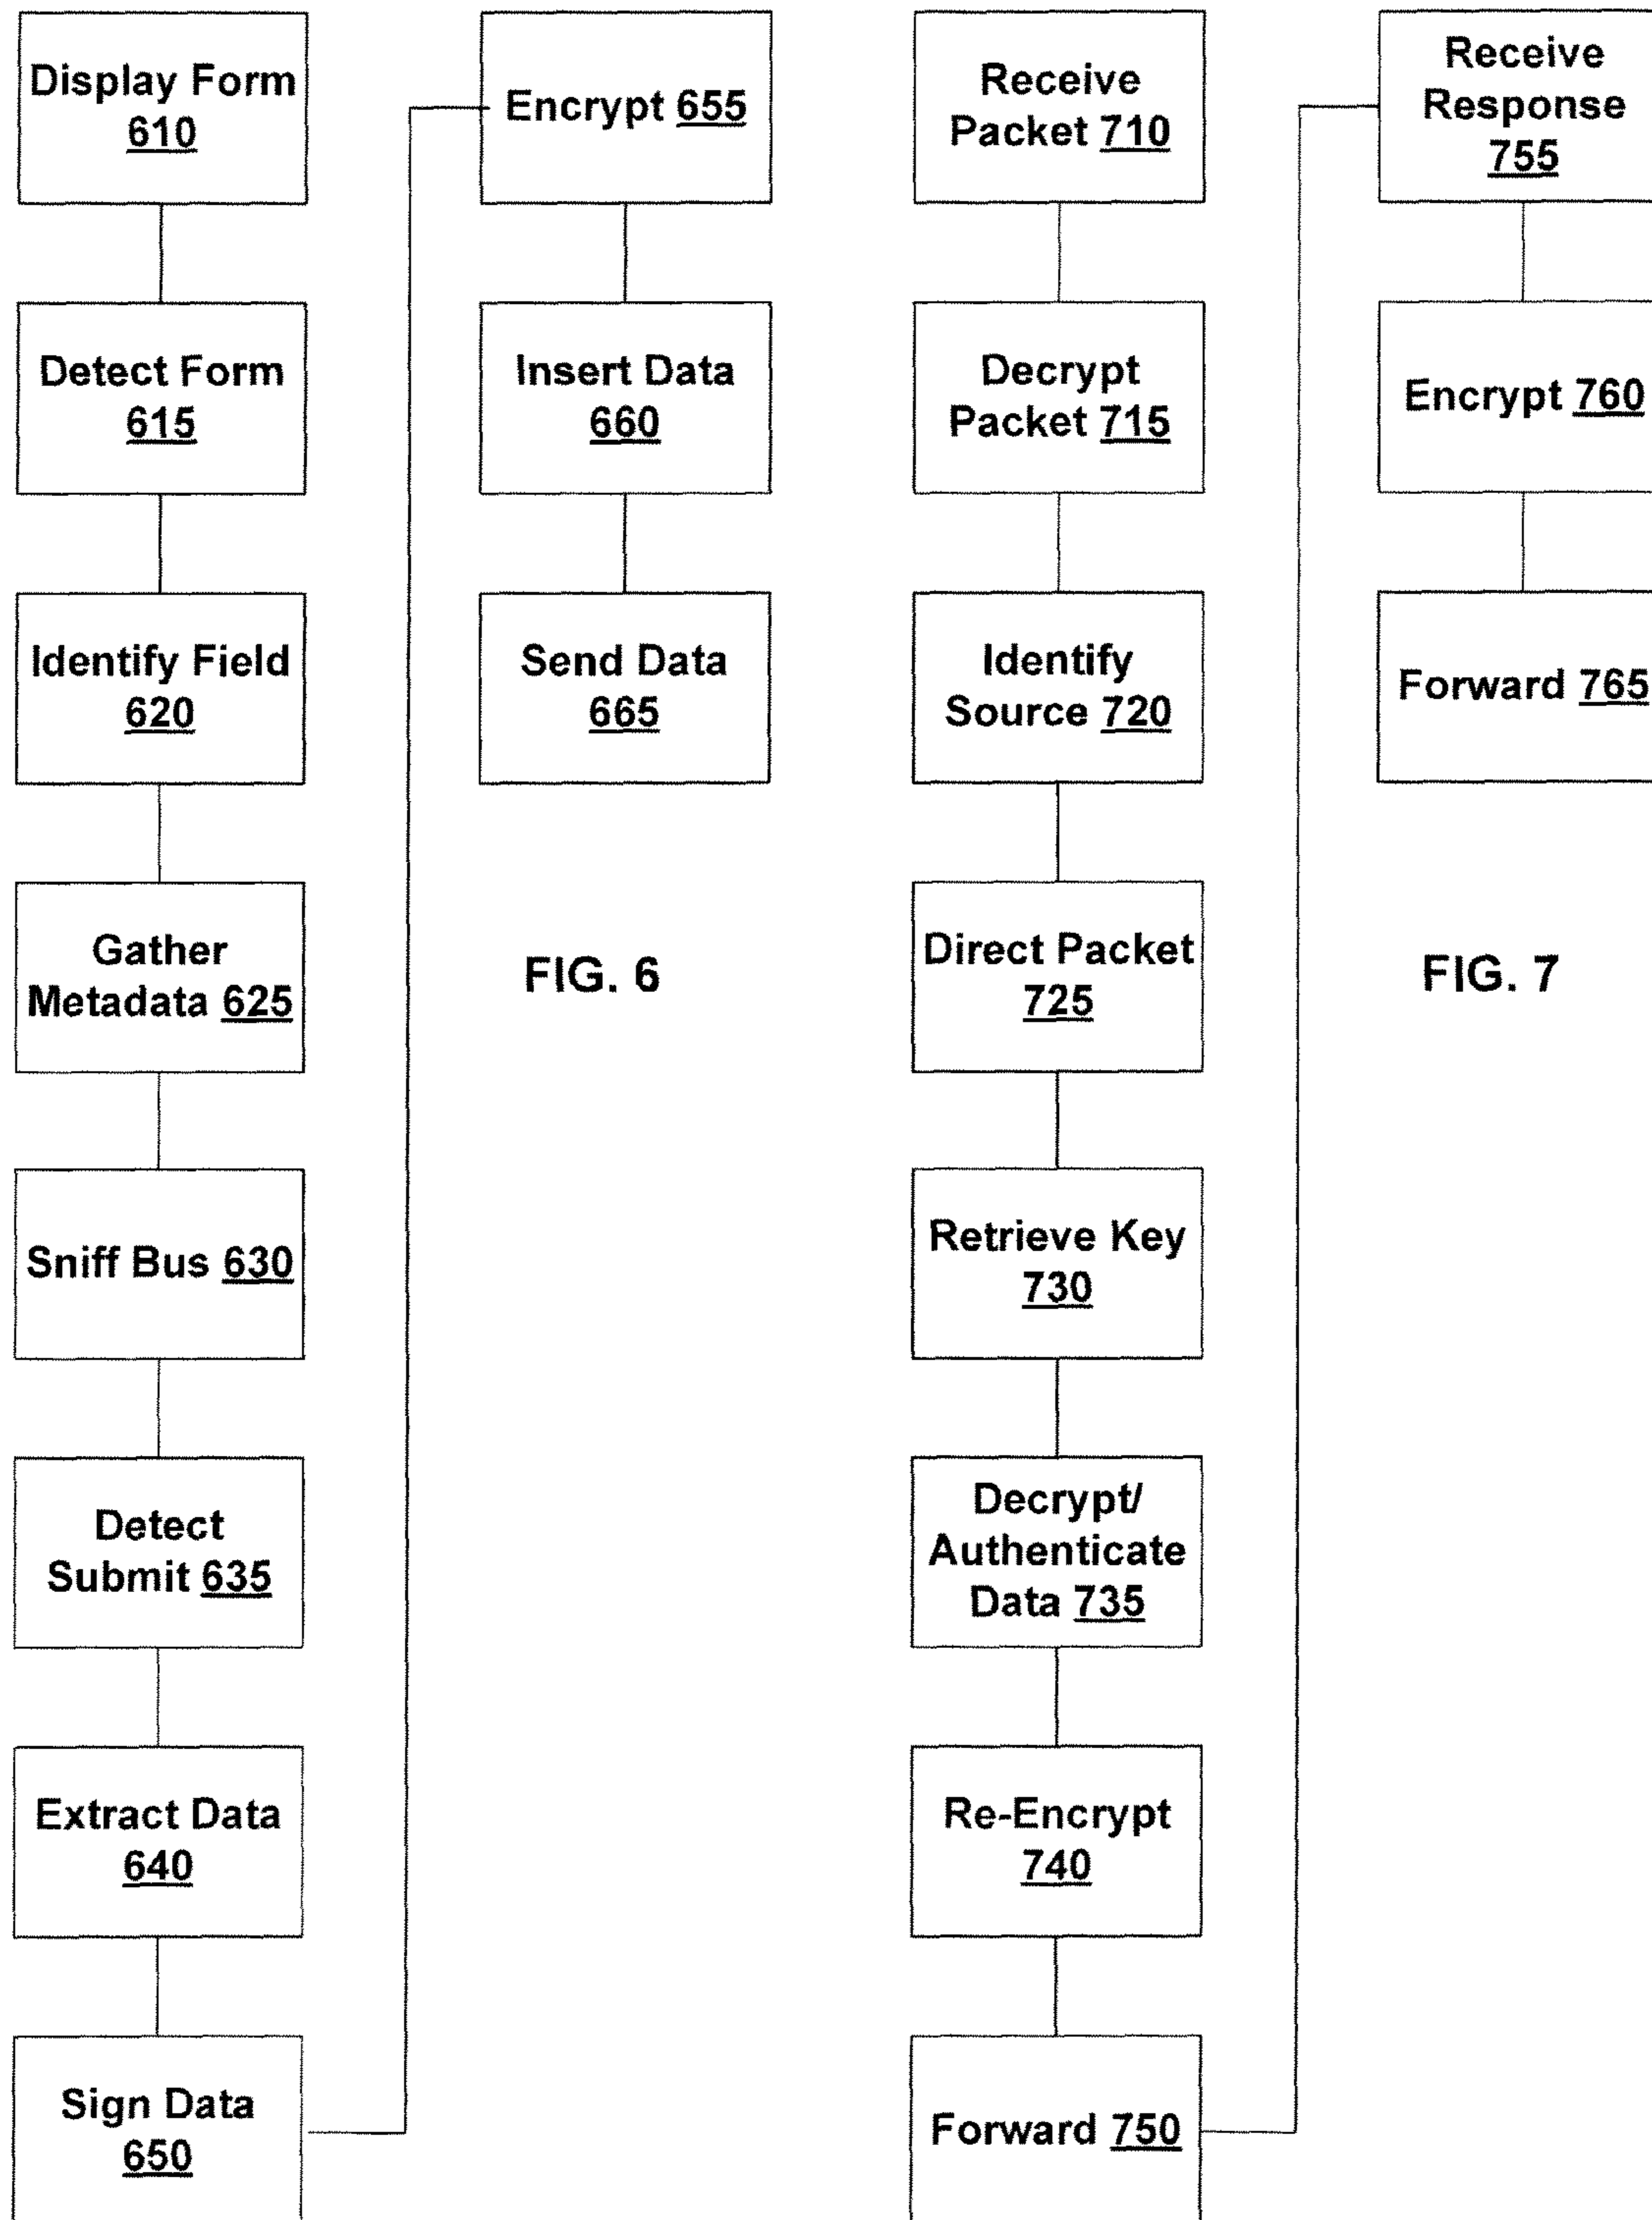 Display Form
610
Detect Form
615
Identify Field
620
Gather
Metadata 625
Sniff Bus 630
Detect
Submit 635
Extract Data
640
Sign Data
650
Encrypt 655
Insert Data
660
Send Data
665
FIG. 6
Receive
Packet 710
Decrypt
Packet 715
Identify
Source 720
Direct Packet
725
Retrieve Key
730
Decrypt/
Authenticate
Data 735
Re-Encrypt
740
Forward 750
Receive
Response
755
Encrypt 760
Forward 765
FIG. 7